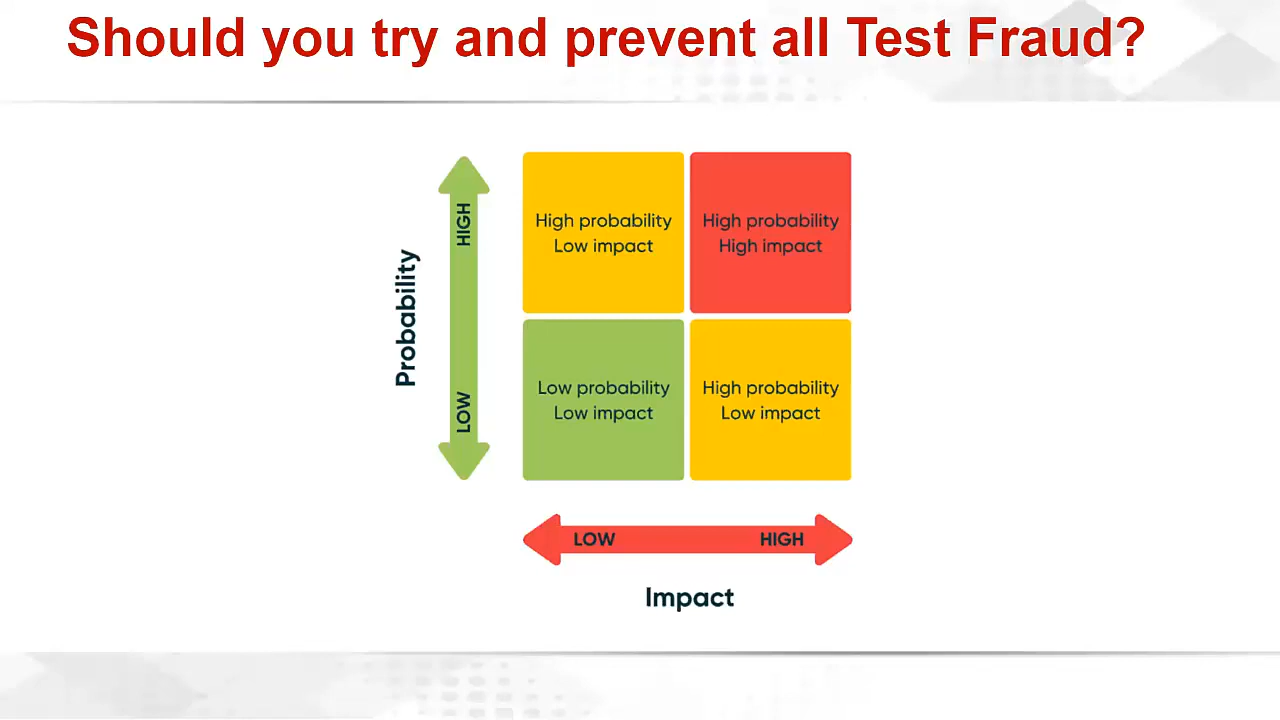 Should you try and prevent all Test Fraud?
Probability
HIGH
LOW
High probability
Low impact
High probability
High impact
Low probability
Low impact
High probability
Low impact
LOW
HIGH
Impact